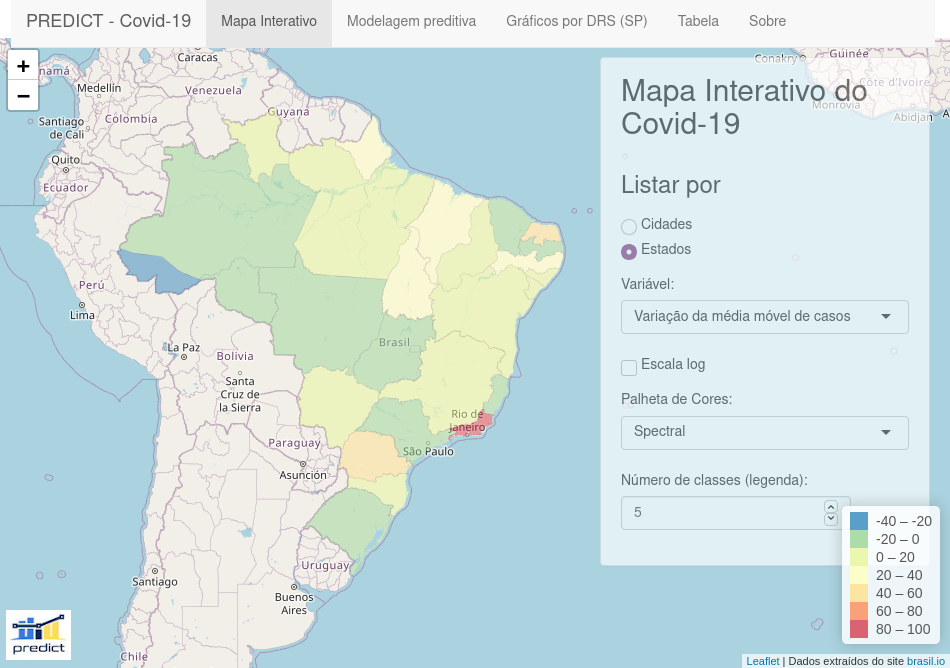 PREDICT - Covid-19
Mapa Interativo
Modelagem preditiva
Gráficos por DRS (SP)
Tabela
Sobre
+
−
Caracas
Medellín
Venezuela
Guyana
Colombia
Santiago
de Cali
Quito
Ecuador
Perú
Lima
La Paz
Bolivia
Santa
Cruz de
la Sierra
Brasil
Rio de
Janeiro
São Paulo
Paraguay
Asunción
Uruguay
Santiago
Buenos
Aires
Chile
Conakry
Guinée
Côte d'Ivoire
Monrovia
Abidjan
Mapa Interativo do
Covid-19
Listar por
Cidades
Estados
Variável:
Variação da média móvel de casos
Escala log
Palheta de Cores:
Spectral
Número de classes (legenda):
5
-40 – -20
-20 – 0
0 – 20
20 – 40
40 – 60
60 – 80
80 – 100
predict
Leaflet | Dados extraídos do site brasil.io